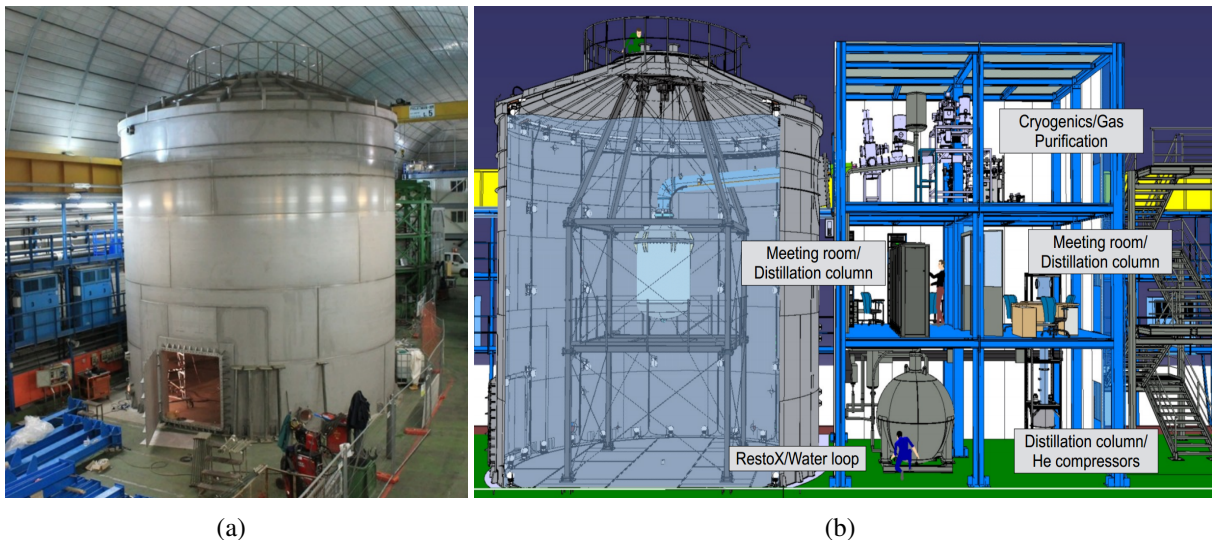 Cryogenics/Gas
Purification
Meeting room/
Distillation column
Meeting room/
Distillation column
RestoX/Water loop
Distillation column/
He compressors
(a)
(b)